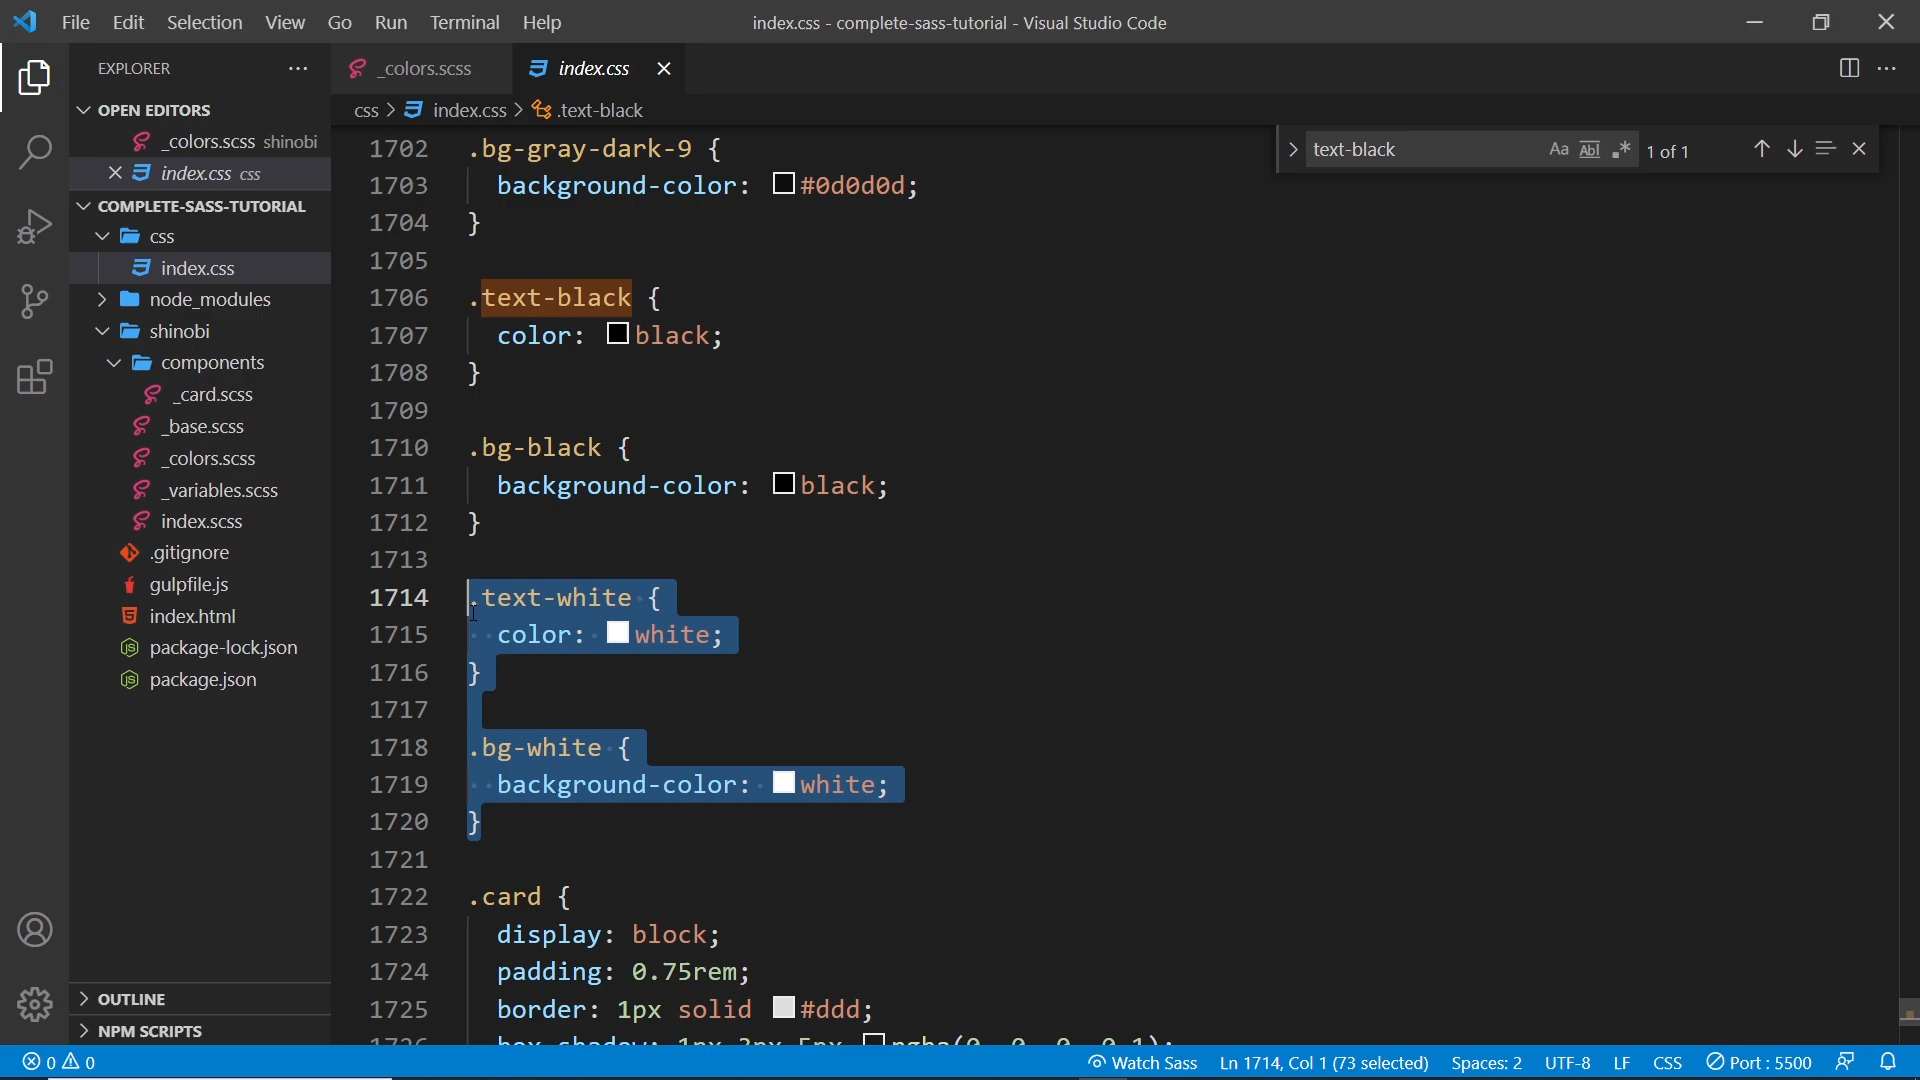 File Edit Selection View Go Run Terminal Help
index.css - complete-sass-tutorial - Visual Studio Code
EXPLORER
OPEN EDITORS
_colors.scss shinobi
index.css css
COMPLETE-SASS-TUTORIAL
css
index.css
node_modules
shinobi
components
_card.scss
_base.scss
_colors.scss
_variables.scss
index.scss
.gitignore
gulpfile.js
index.html
package-lock.json
package.json
OUTLINE
NPM SCRIPTS
_colors.scss
index.css
css > index.css > .text-black
text-black Aa Abl .* 1 of 1
1702 .bg-gray-dark-9 {
1703 background-color: #0d0d0d;
1704 }
1705
1706 .text-black {
1707 color: black;
1708 }
1709
1710 .bg-black {
1711 background-color: black;
1712 }
1713
1714 .text-white {
1715 color: white;
1716 }
1717
1718 .bg-white {
1719 background-color: white;
1720 }
1721
1722 .card {
1723 display: block;
1724 padding: 0.75rem;
1725 border: 1px solid #ddd;
0 0
Watch Sass Ln 1714, Col 1 (73 selected) Spaces: 2 UTF-8 LF CSS Port : 5500